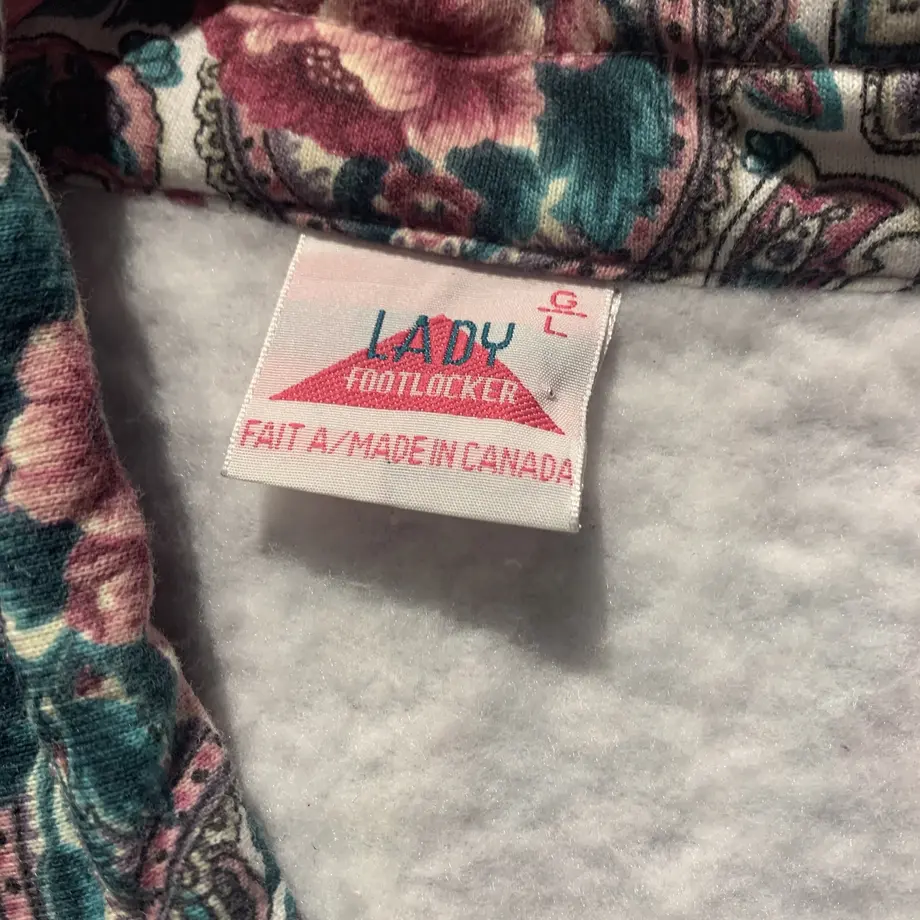 G
L
LADY
FOOTLOCKER
FAIT A/MADE IN CANADA